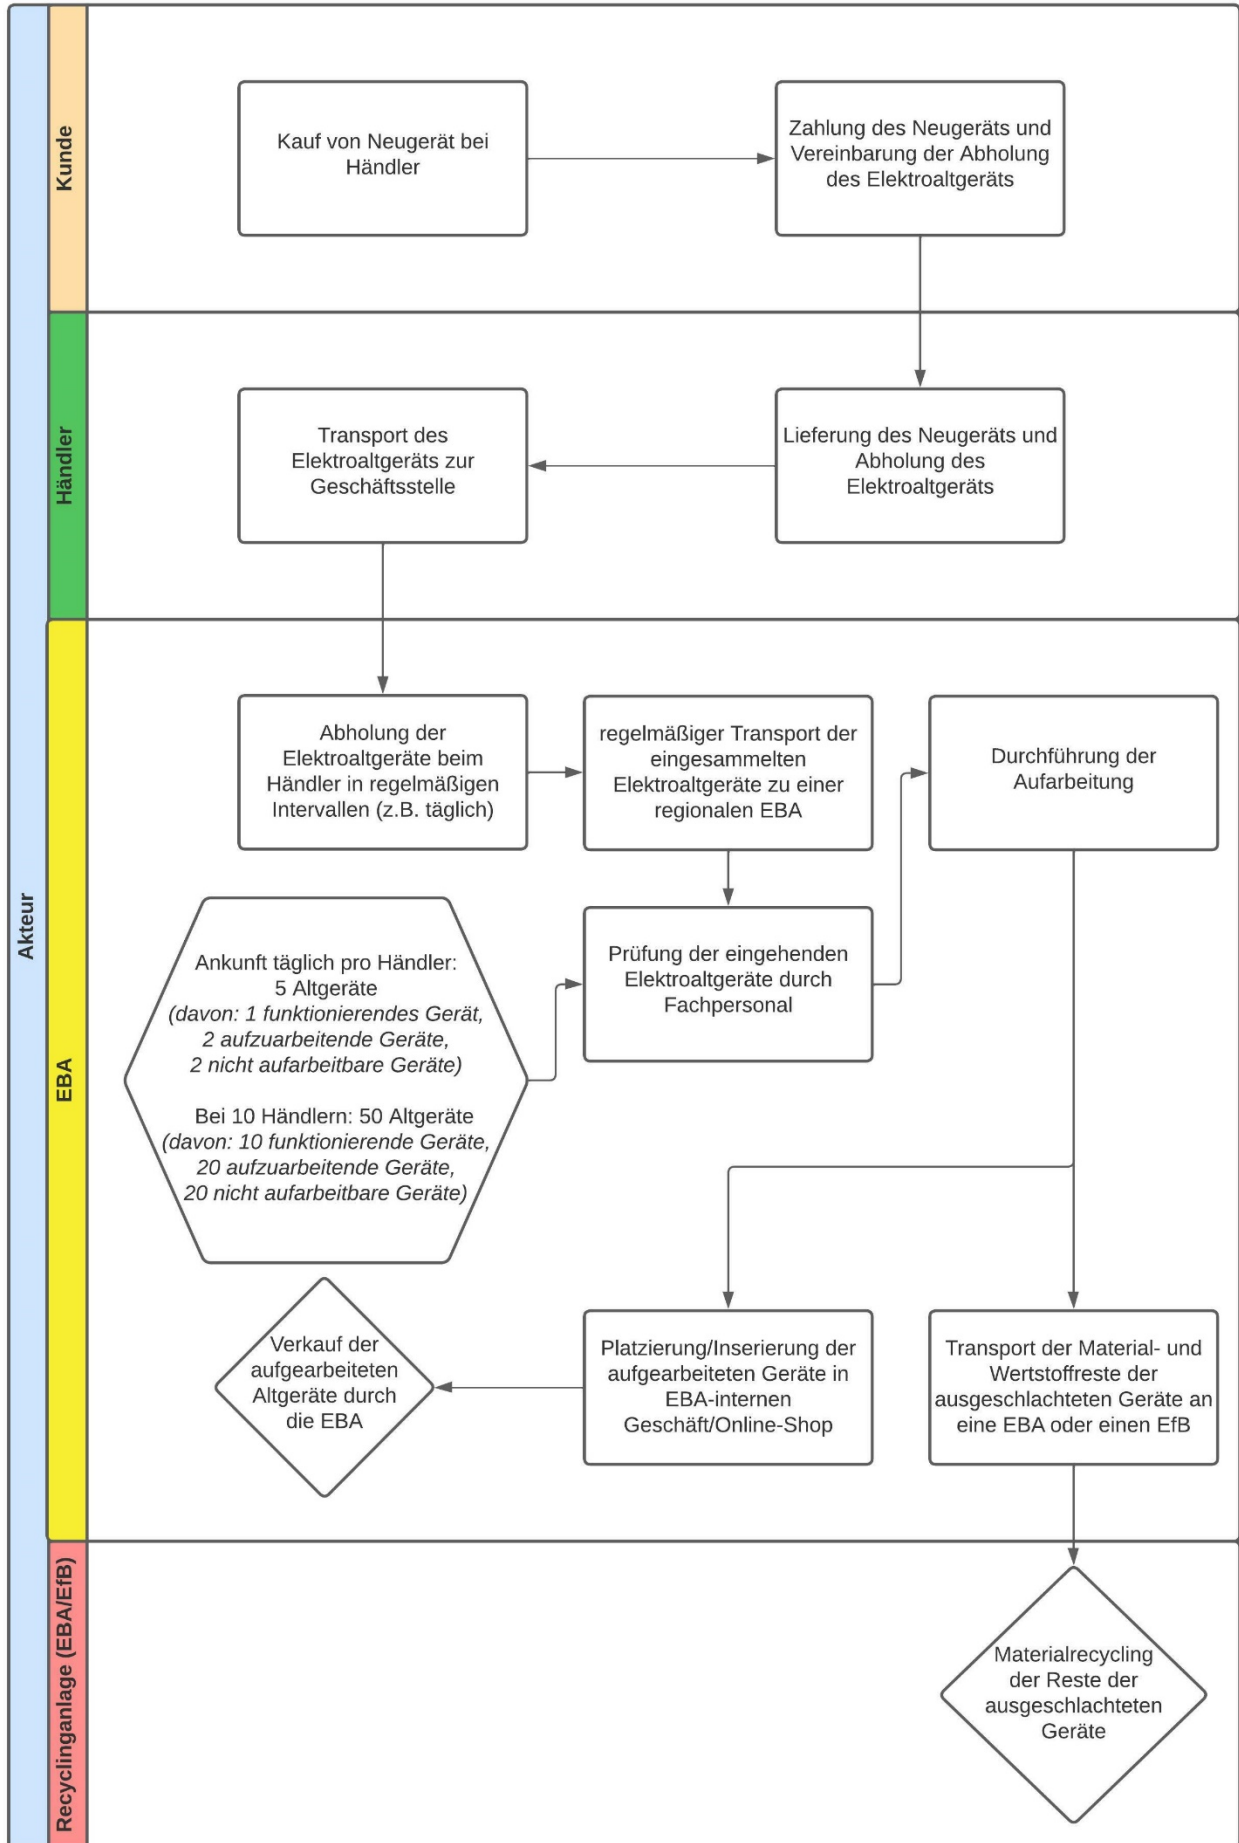 Akteur
Kunde
Kauf von Neugerät bei
Händler
Zahlung des Neugeräts und
Vereinbarung der Abholung
des Elektroaltgeräts
Händler
Transport des
Elektroaltgeräts zur
Geschäftsstelle
Lieferung des Neugeräts und
Abholung des
Elektroaltgeräts
EBA
Abholung der
Elektroaltgeräte beim
Händler in regelmäßigen
Intervallen (z.B. täglich)
regelmäßiger Transport der
eingesammelten
Elektroaltgeräte zu einer
regionalen EBA
Durchführung der
Aufarbeitung
Ankunft täglich pro Händler:
5 Altgeräte
(davon: 1 funktionierendes Gerät,
2 aufzuarbeitende Geräte,
2 nicht aufarbeitbare Geräte)
Bei 10 Händlern: 50 Altgeräte
(davon: 10 funktionierende Geräte,
20 aufzuarbeitende Geräte,
20 nicht aufarbeitbare Geräte)
Prüfung der eingehenden
Elektroaltgeräte durch
Fachpersonal
Verkauf der
aufgearbeiteten
Altgeräte durch
die EBA
Platzierung/Inserierung der
aufgearbeiteten Geräte in
EBA-internen
Geschäft/Online-Shop
Transport der Material- und
Wertstoffreste der
ausgeschlachteten Geräte an
eine EBA oder einen EfB
Recyclinganlage (EBA/EfB)
Materialrecycling
der Reste der
ausgeschlachteten
Geräte